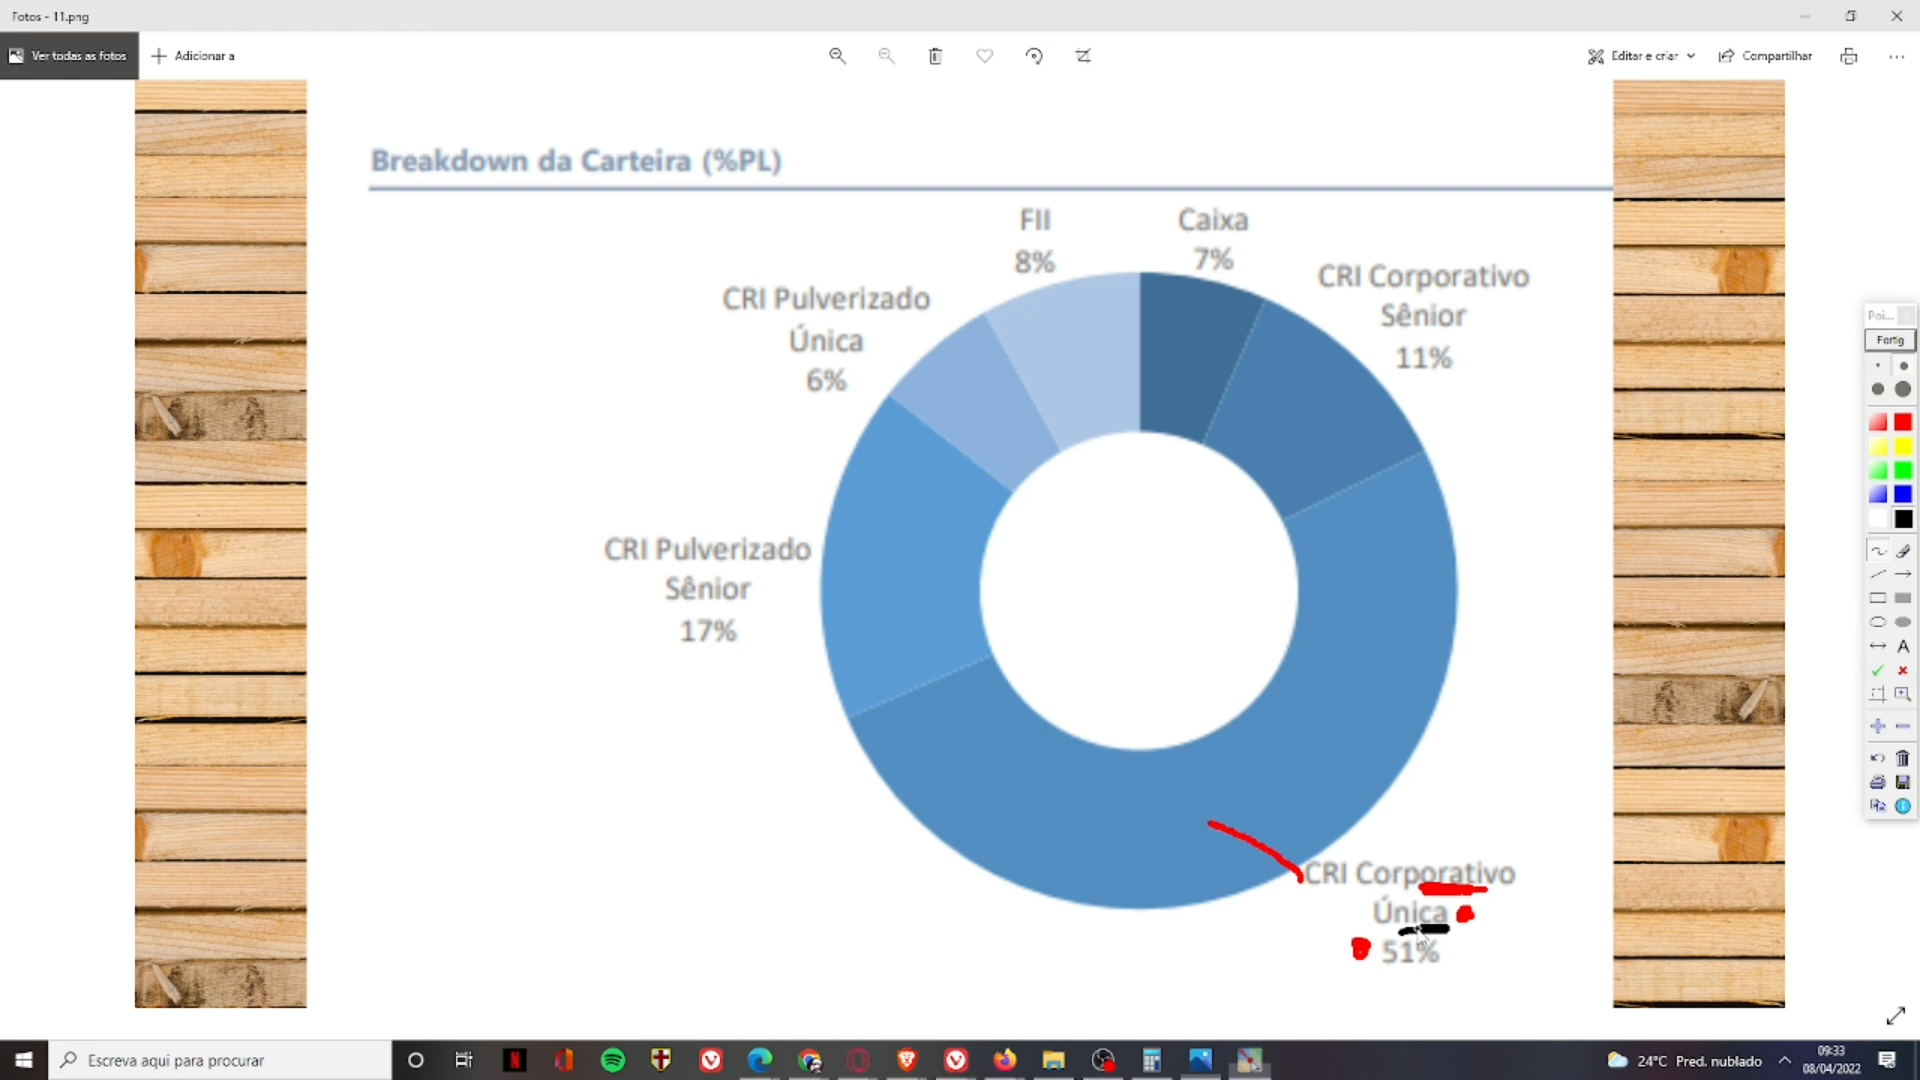 Fotos - 11.png
Ver todas as fotos
Adicionar a
Editar e criar
Compartilhar
Breakdown da Carteira (%PL)
FII
8%
Caixa
7%
CRI Corporativo
Sênior
11%
CRI Pulverizado
Única
6%
CRI Pulverizado
Sênior
17%
CRI Corporativo
Única
51%
Poi...
Fertig
A
Escreva aqui para procurar
24°C Pred. nublado
09:33
08/04/2022